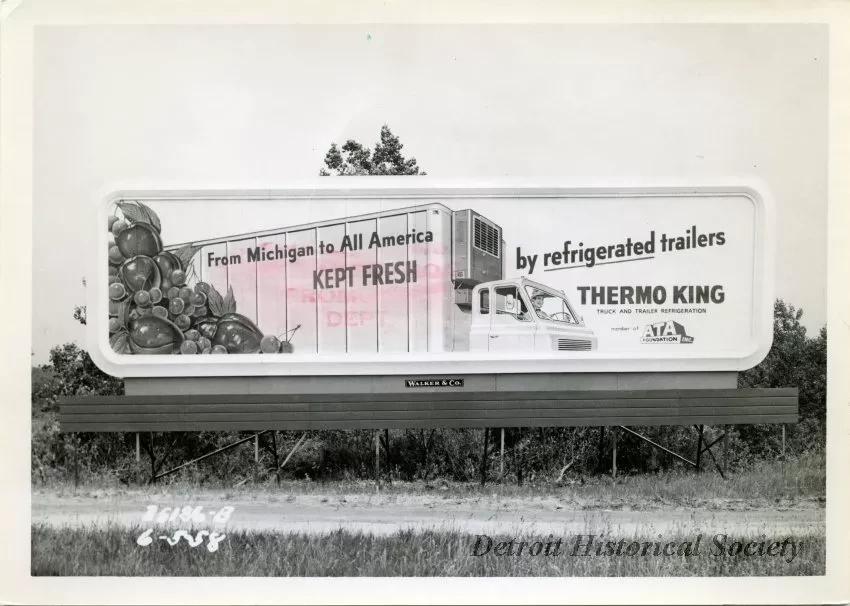 From Michigan to All America
KEPT FRESH
by refrigerated trailers
THERMO KING
TRUCK AND TRAILER REFRIGERATION
member of ATA
FOUNDATION INC.
DEPT.
WALKER & CO.
6-5-58
Detroit Historical Society